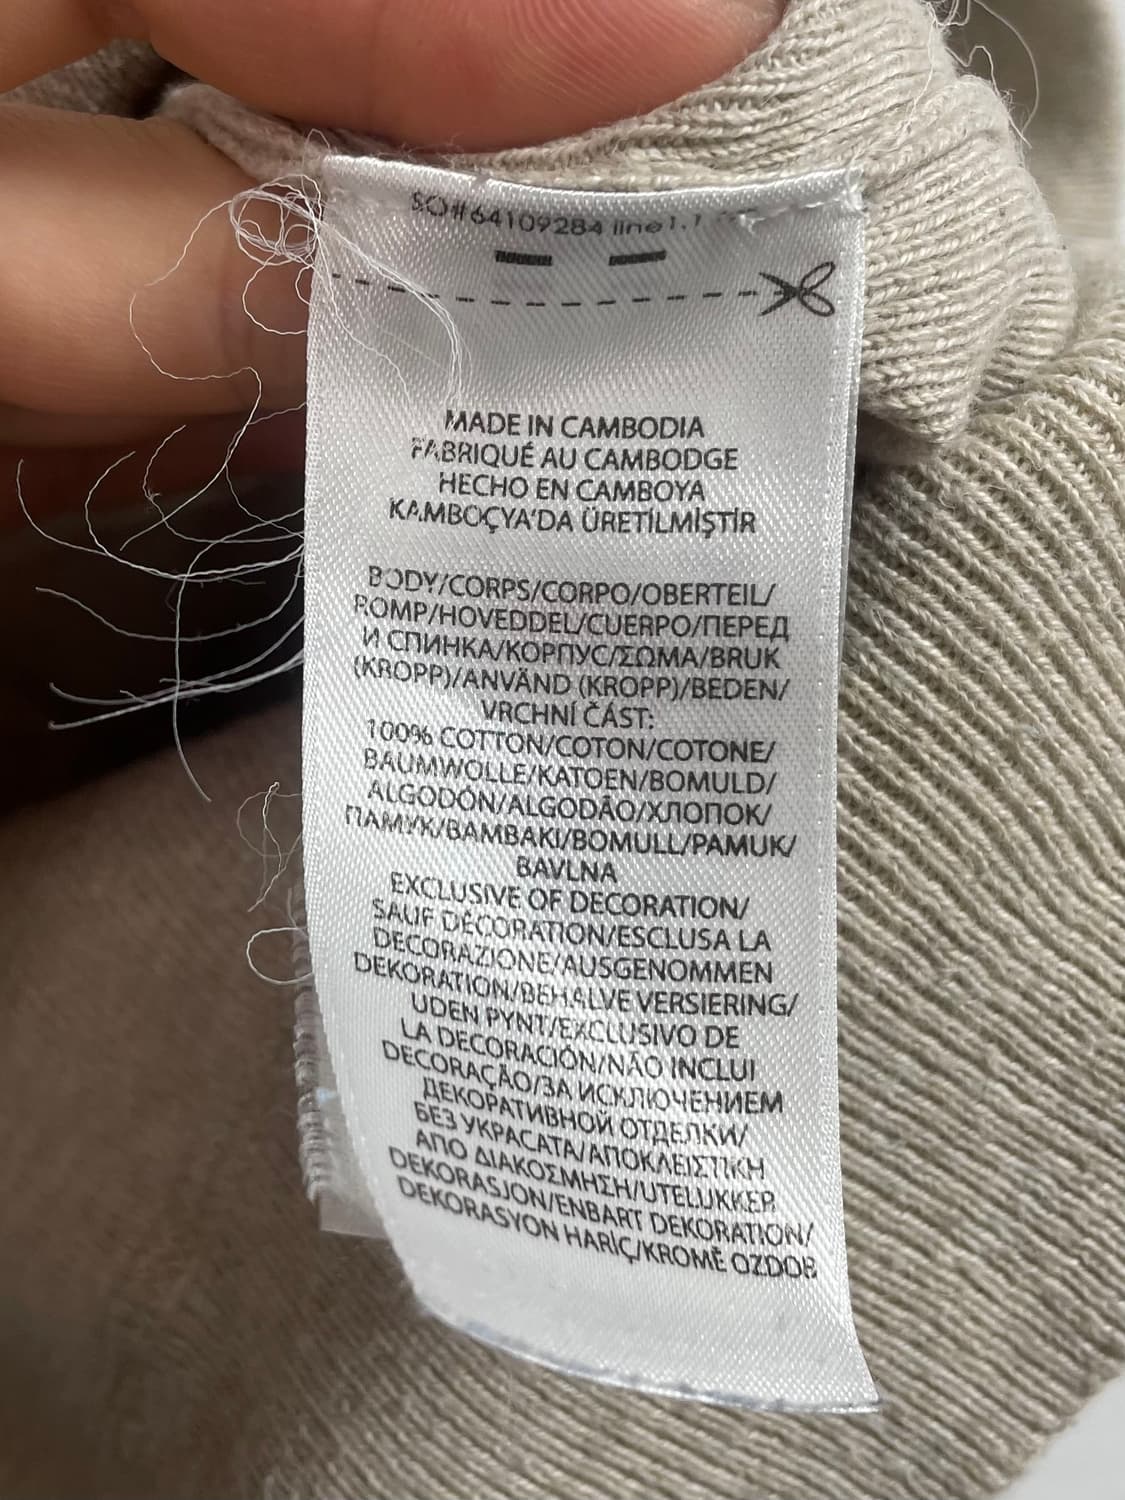 SO#64109284 line1.1
MADE IN CAMBODIA
FABRIQUÉ AU CAMBODGE
HECHO EN CAMBOYA
KAMBOÇYA'DA ÜRETİLMİŞTİR
BODY/CORPS/CORPO/OBERTEIL/
ROMP/HOVEDDEL/CUERPO/ПЕРЕД
И СПИНКА/КОРПУС/ΣΩΜΑ/BRUK
(KROPP)/ANVÄND (KROPP)/BEDEN/
VRCHNÍ ČÁST:
100% COTTON/COTON/COTONE/
BAUMWOLLE/KATOEN/BOMULD/
ALGODÓN/ALGODÃO/ХЛОПОК/
ПАМУК/BAMBAKI/BOMULL/PAMUK/
BAVLNA
EXCLUSIVE OF DECORATION/
SAUF DÉCORATION/ESCLUSA LA
DECORAZIONE/AUSGENOMMEN
DEKORATION/BEHALVE VERSIERING/
UDEN PYNT/EXCLUSIVO DE
LA DECORACIÓN/NÃO INCLUI
DECORAÇÃO/ЗА ИСКЛЮЧЕНИЕМ
ДЕКОРАТИВНОЙ ОТДЕЛКИ/
БЕЗ УКРАСАТА/ΑΠΟΚΛΕΙΣΤΙΚΗ
ΑΠΟ ΔΙΑΚΟΣΜΗΣΗ/UTELUKKER
DEKORASJON/ENBART DEKORATION/
DEKORASYON HARİÇ/KROMĚ OZDOB